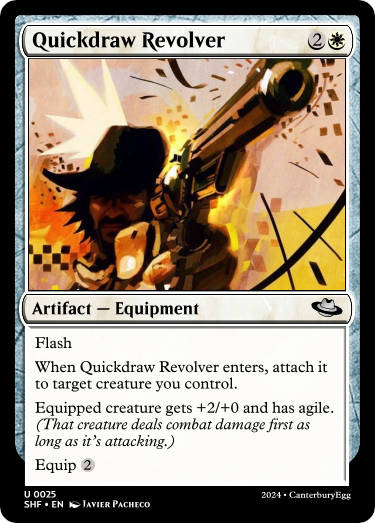 Quickdraw Revolver 2
Artifact — Equipment
Flash
When Quickdraw Revolver enters, attach it
to target creature you control.
Equipped creature gets +2/+0 and has agile.
(That creature deals combat damage first as
long as it's attacking.)
Equip 2
U 0025
SHF • EN Javier Pacheco
2024 • CanterburyEgg